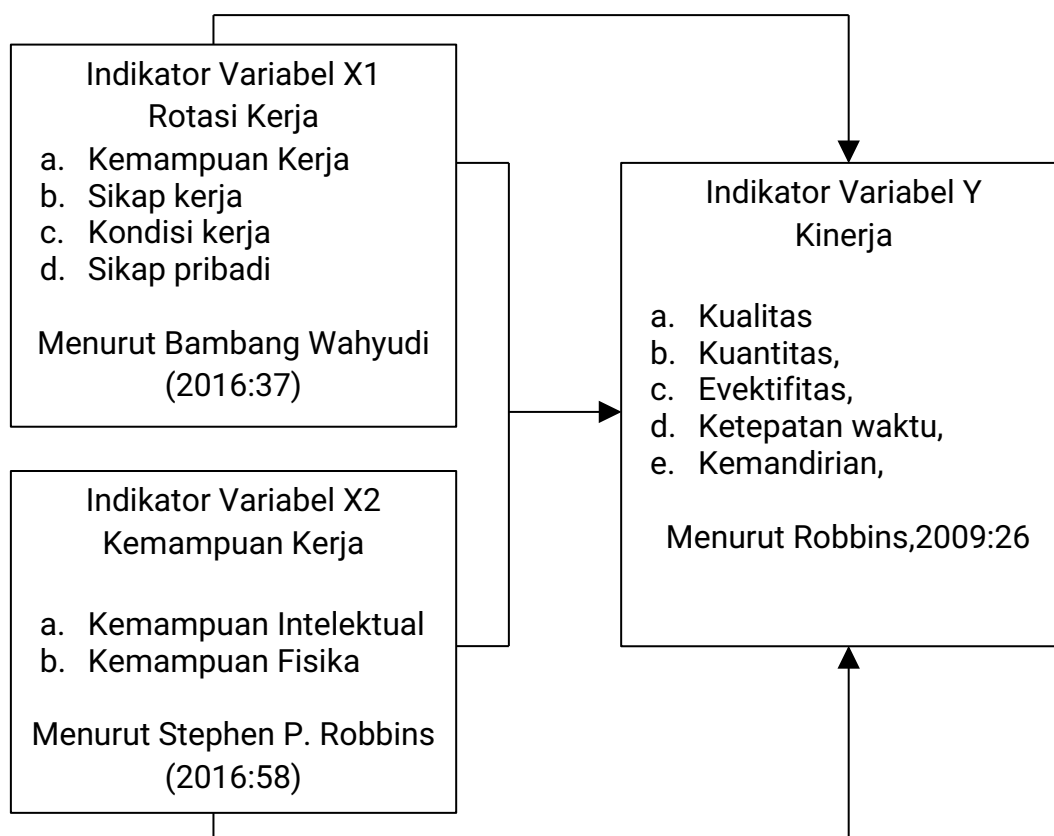 Indikator Variabel X1
Rotasi Kerja
a. Kemampuan Kerja
b. Sikap kerja
c. Kondisi kerja
d. Sikap pribadi
Menurut Bambang Wahyudi
(2016:37)
Indikator Variabel X2
Kemampuan Kerja
a. Kemampuan Intelektual
b. Kemampuan Fisika
Menurut Stephen P. Robbins
(2016:58)
Indikator Variabel Y
Kinerja
a. Kualitas
b. Kuantitas,
c. Evektifitas,
d. Ketepatan waktu,
e. Kemandirian,
Menurut Robbins,2009:26